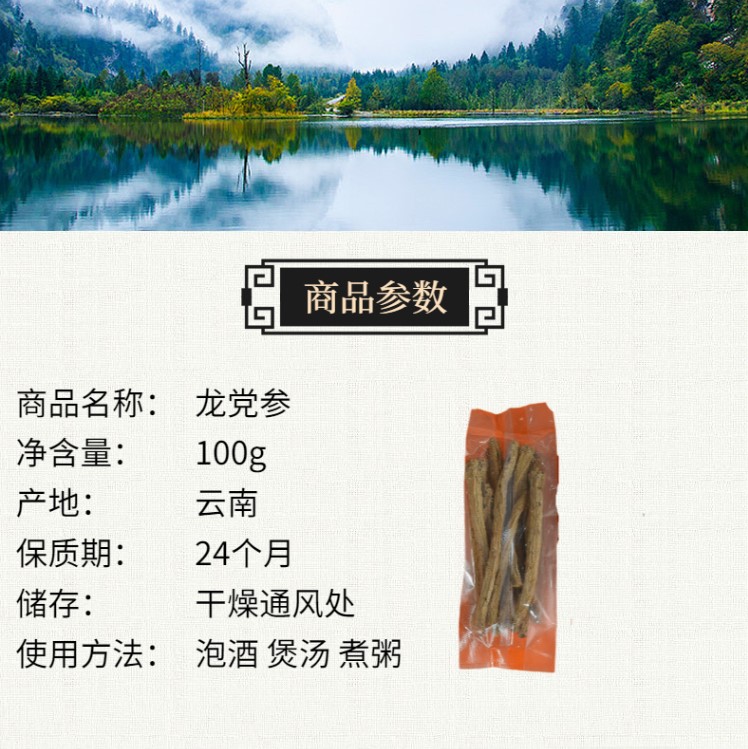 商品参数
商品名称： 龙党参
净含量： 100g
产地： 云南
保质期： 24个月
储存： 干燥通风处
使用方法： 泡酒 煲汤 煮粥